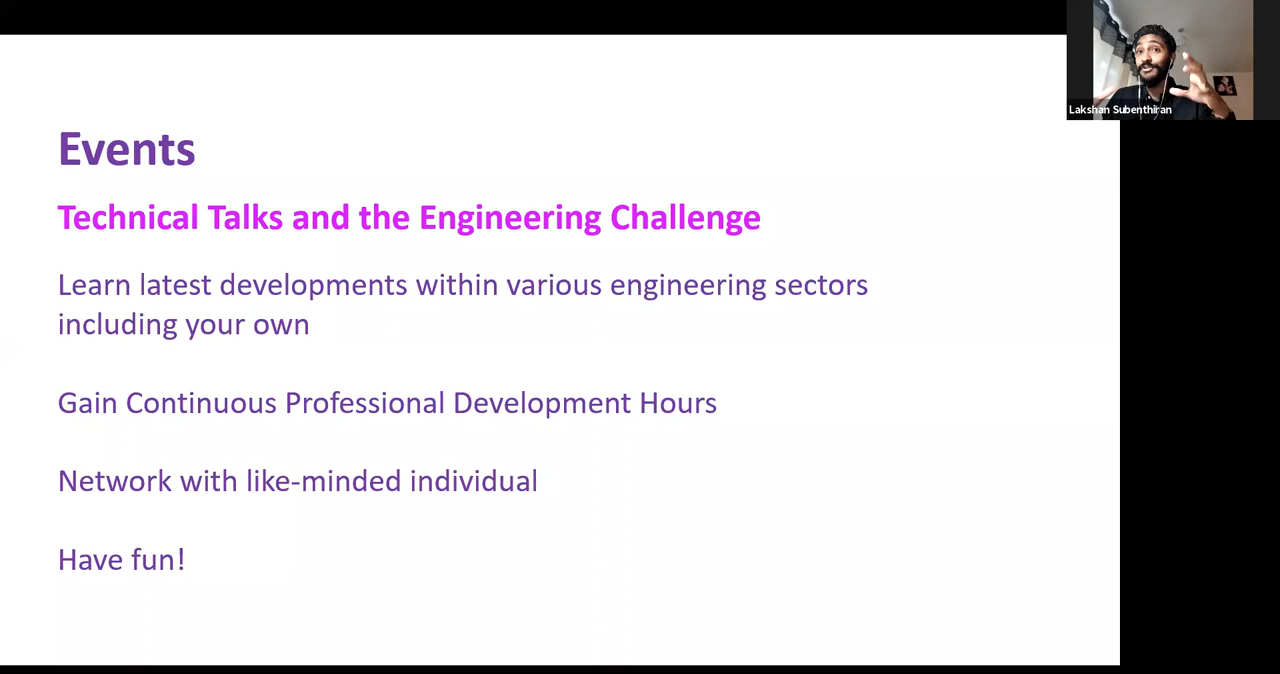 Lakshan Subenthiran
Events
Technical Talks and the Engineering Challenge
Learn latest developments within various engineering sectors
including your own
Gain Continuous Professional Development Hours
Network with like-minded individual
Have fun!